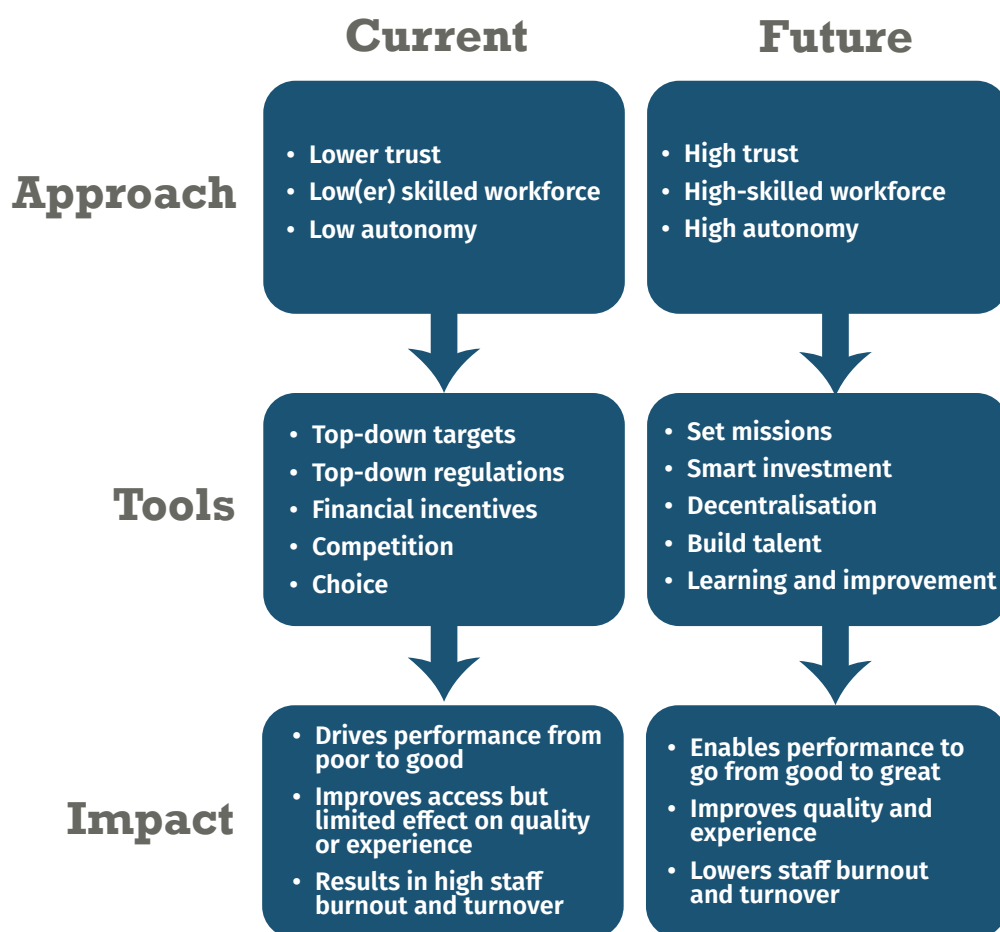 Current
Future
Approach
• Lower trust
• Low(er) skilled workforce
• Low autonomy
• High trust
• High-skilled workforce
• High autonomy
Tools
• Top-down targets
• Top-down regulations
• Financial incentives
• Competition
• Choice
• Set missions
• Smart investment
• Decentralisation
• Build talent
• Learning and improvement
Impact
• Drives performance from
poor to good
• Improves access but
limited effect on quality
or experience
• Results in high staff
burnout and turnover
• Enables performance to
go from good to great
• Improves quality and
experience
• Lowers staff burnout
and turnover